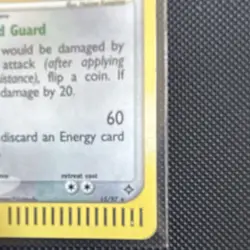 Guard
would be damaged by
attack (after applying
sistance), flip a coin. If
damage by 20.
60
discard an Energy card
retreat cost